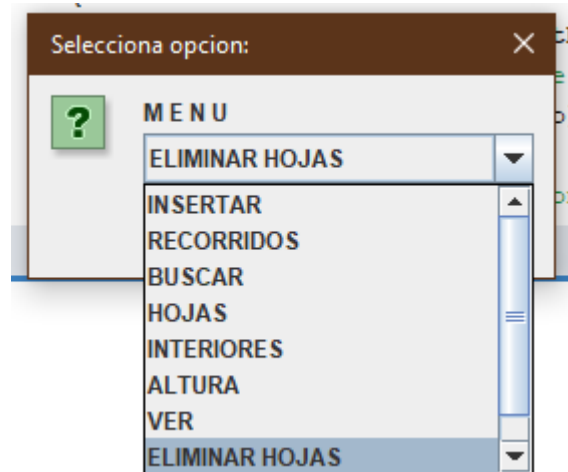 Selecciona opcion:
?
M E N U
ELIMINAR HOJAS
INSERTAR
RECORRIDOS
BUSCAR
HOJAS
INTERIORES
ALTURA
VER
ELIMINAR HOJAS